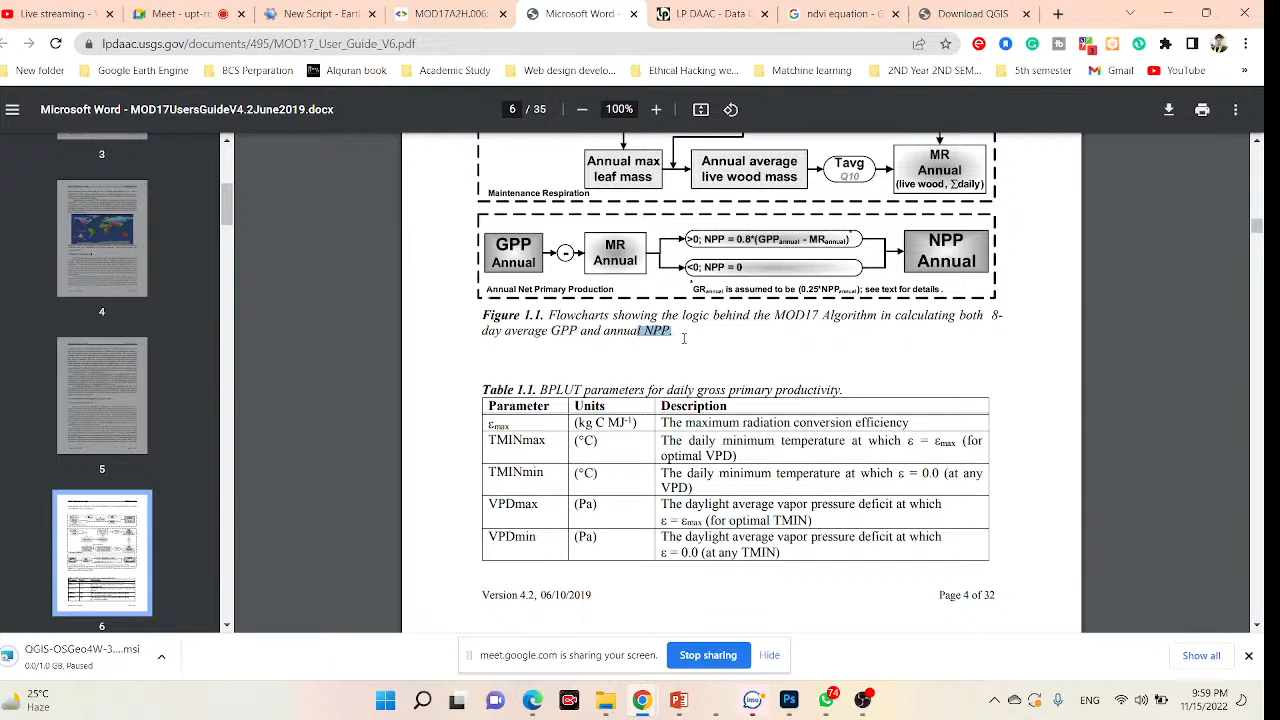 Live streaming -
Meet - upt-rr
New Script - Eart
MOD17A2H.006:
Microsoft Word -
LP DAAC - Data C
ndvi equation - G
Download QGIS
lpdaac.usgs.gov/documents/495/MOD17_User_Guide_V6.pdf
New folder
Google Earth Engine
BCS Perparation
Alquran book
Academy Study
Web design develo...
Ethical Hacking we...
Matchine learning
2ND Year 2ND SEM...
5th semester
Gmail
YouTube
»
Microsoft Word - MOD17UsersGuideV4.2June2019.docx
6 / 35
100%
3
4
5
6
Annual max
leaf mass
Annual average
live wood mass
Tavg
Q10
MR
Annual
(live wood, Σdaily)
Maintenance Respiration
GPP
Annual
-
MR
Annual
>0; NPP = 0.8*(GPPannual - MRannual)*
<0; NPP = 0
NPP
Annual
Annual Net Primary Production
*GRannual is assumed to be (0.25*NPPannual); see text for details.
Figure 1.1. Flowcharts showing the logic behind the MOD17 Algorithm in calculating both 8-
day average GPP and annual NPP.
Table 1.1. BPLUT parameters for daily gross primary productivity.
Parameter Units Description
εmax (kg C MJ-1) The maximum radiation conversion efficiency
TMINmax (°C) The daily minimum temperature at which ε = εmax (for
optimal VPD)
TMINmin (°C) The daily minimum temperature at which ε = 0.0 (at any
VPD)
VPDmax (Pa) The daylight average vapor pressure deficit at which
ε = εmax (for optimal TMIN)
VPDmin (Pa) The daylight average vapor pressure deficit at which
ε = 0.0 (at any TMIN)
Version 4.2, 06/10/2019
Page 4 of 32
QGIS-OSGeo4W-3....msi
0.0/1.0 GB, Paused
meet.google.com is sharing your screen.
Stop sharing
Hide
Show all
25°C
Haze
74
ENG
9:59 PM
11/15/2022